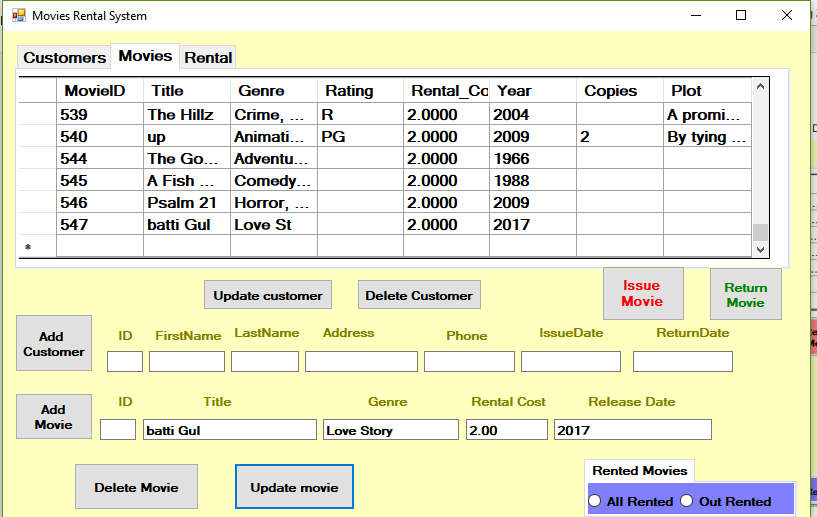 Movies Rental System
Customers Movies Rental
MovieID Title Genre Rating Rental_Co Year Copies Plot
539 The Hillz Crime, ... R 2.0000 2004 A promi...
540 up Animati... PG 2.0000 2009 2 By tying ...
544 The Go... Adventu... 2.0000 1966
545 A Fish ... Comedy... 2.0000 1988
546 Psalm 21 Horror, ... 2.0000 2009
547 batti Gul Love St 2.0000 2017
*
Update customer Delete Customer Issue Movie Return Movie
Add Customer
ID FirstName LastName Address Phone IssueDate ReturnDate
Add Movie
ID Title Genre Rental Cost Release Date
batti Gul Love Story 2.00 2017
Delete Movie Update movie
Rented Movies
All Rented Out Rented